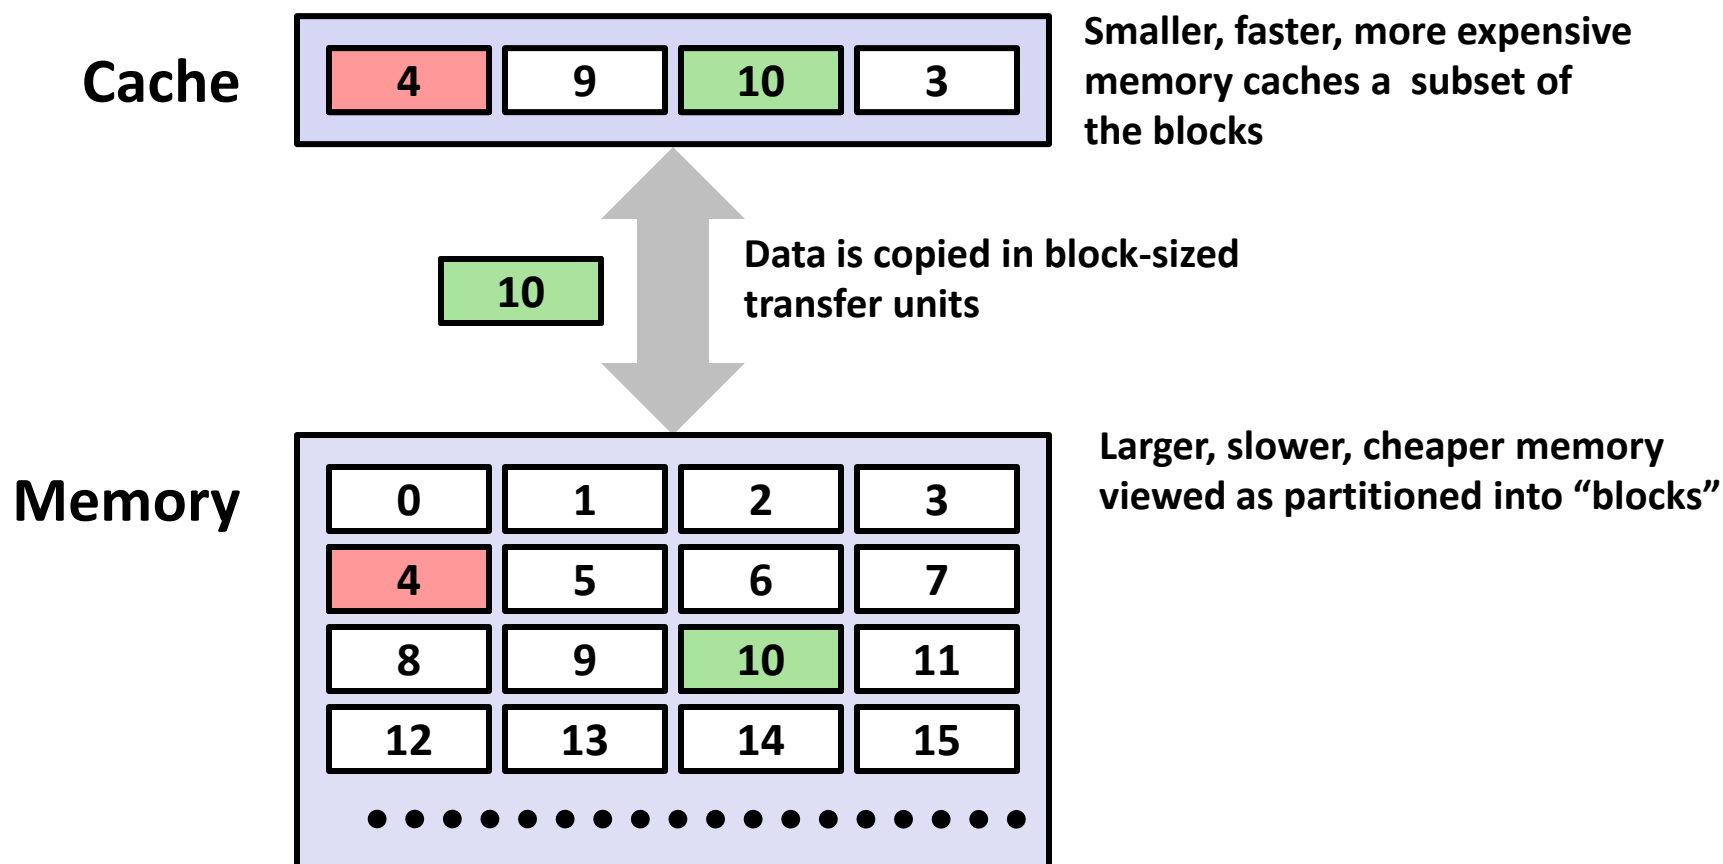 Cache
4 9 10 3
Smaller, faster, more expensive
memory caches a  subset of
the blocks
10
Data is copied in block-sized
transfer units
Memory
Larger, slower, cheaper memory
viewed as partitioned into “blocks”
0 1 2 3
4 5 6 7
8 9 10 11
12 13 14 15